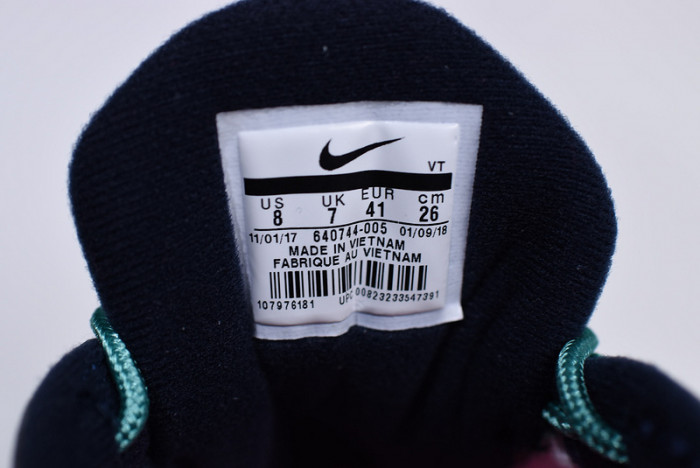 VT
US UK EUR cm
8 7 41 26
11/01/17 640744-005 01/09/18
MADE IN VIETNAM
FABRIQUE AU VIETNAM
107976181 UPC 00823233547391